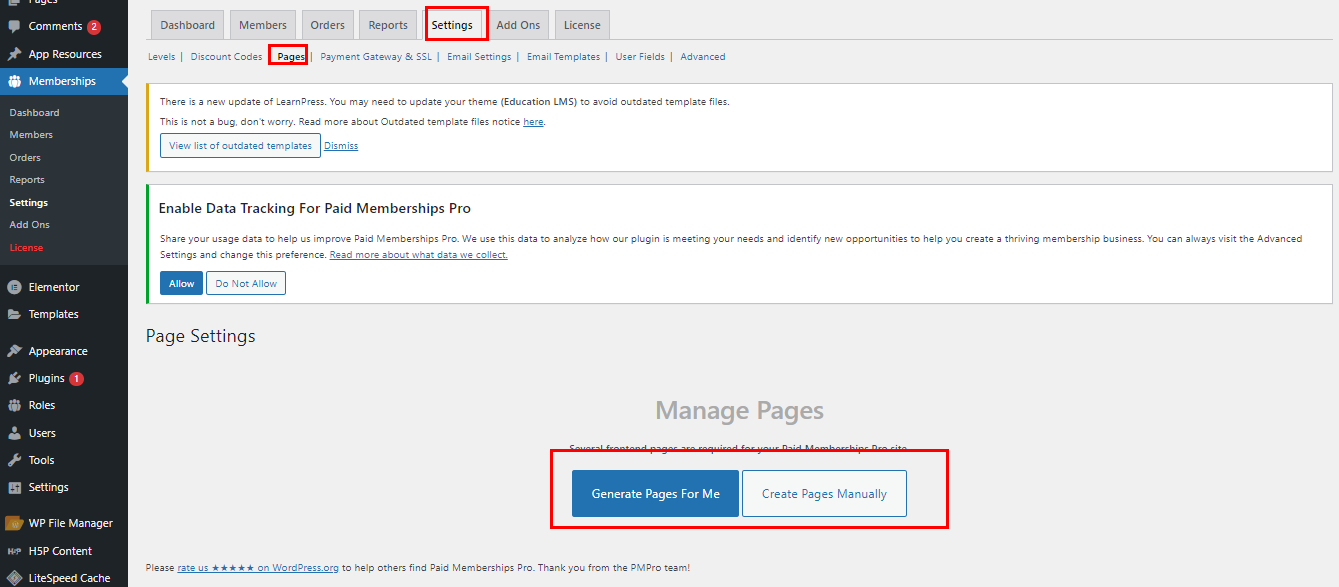 Pages
Comments 2
App Resources
Memberships
Dashboard
Members
Orders
Reports
Settings
Add Ons
License
Elementor
Templates
Appearance
Plugins 1
Roles
Users
Tools
Settings
WP File Manager
H5P Content
LiteSpeed Cache
Dashboard Members Orders Reports Settings Add Ons License
Levels | Discount Codes | Pages | Payment Gateway & SSL | Email Settings | Email Templates | User Fields | Advanced
There is a new update of LearnPress. You may need to update your theme (Education LMS) to avoid outdated template files.
This is not a bug, don't worry. Read more about Outdated template files notice here.
View list of outdated templates Dismiss
Enable Data Tracking For Paid Memberships Pro
Share your usage data to help us improve Paid Memberships Pro. We use this data to analyze how our plugin is meeting your needs and identify new opportunities to help you create a thriving membership business. You can always visit the Advanced
Settings and change this preference. Read more about what data we collect.
Allow Do Not Allow
Page Settings
Manage Pages
Several frontend pages are required for your Paid Memberships Pro site.
Generate Pages For Me Create Pages Manually
Please rate us ★★★★★ on WordPress.org to help others find Paid Memberships Pro. Thank you from the PMPro team!